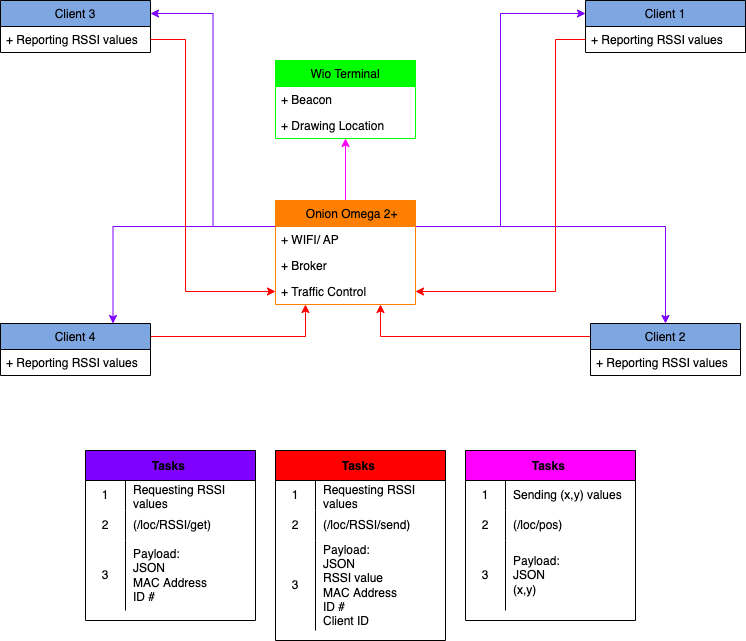 Client 3
+ Reporting RSSI values
Client 1
+ Reporting RSSI values
Wio Terminal
+ Beacon
+ Drawing Location
Onion Omega 2+
+ WIFI/ AP
+ Broker
+ Traffic Control
Client 4
+ Reporting RSSI values
Client 2
+ Reporting RSSI values
Tasks
1
Requesting RSSI
values
2
(/loc/RSSI/get)
3
Payload:
JSON
MAC Address
ID #
Tasks
1
Requesting RSSI
values
2
(/loc/RSSI/send)
3
Payload:
JSON
RSSI value
MAC Address
ID #
Client ID
Tasks
1
Sending (x,y) values
2
(/loc/pos)
3
Payload:
JSON
(x,y)